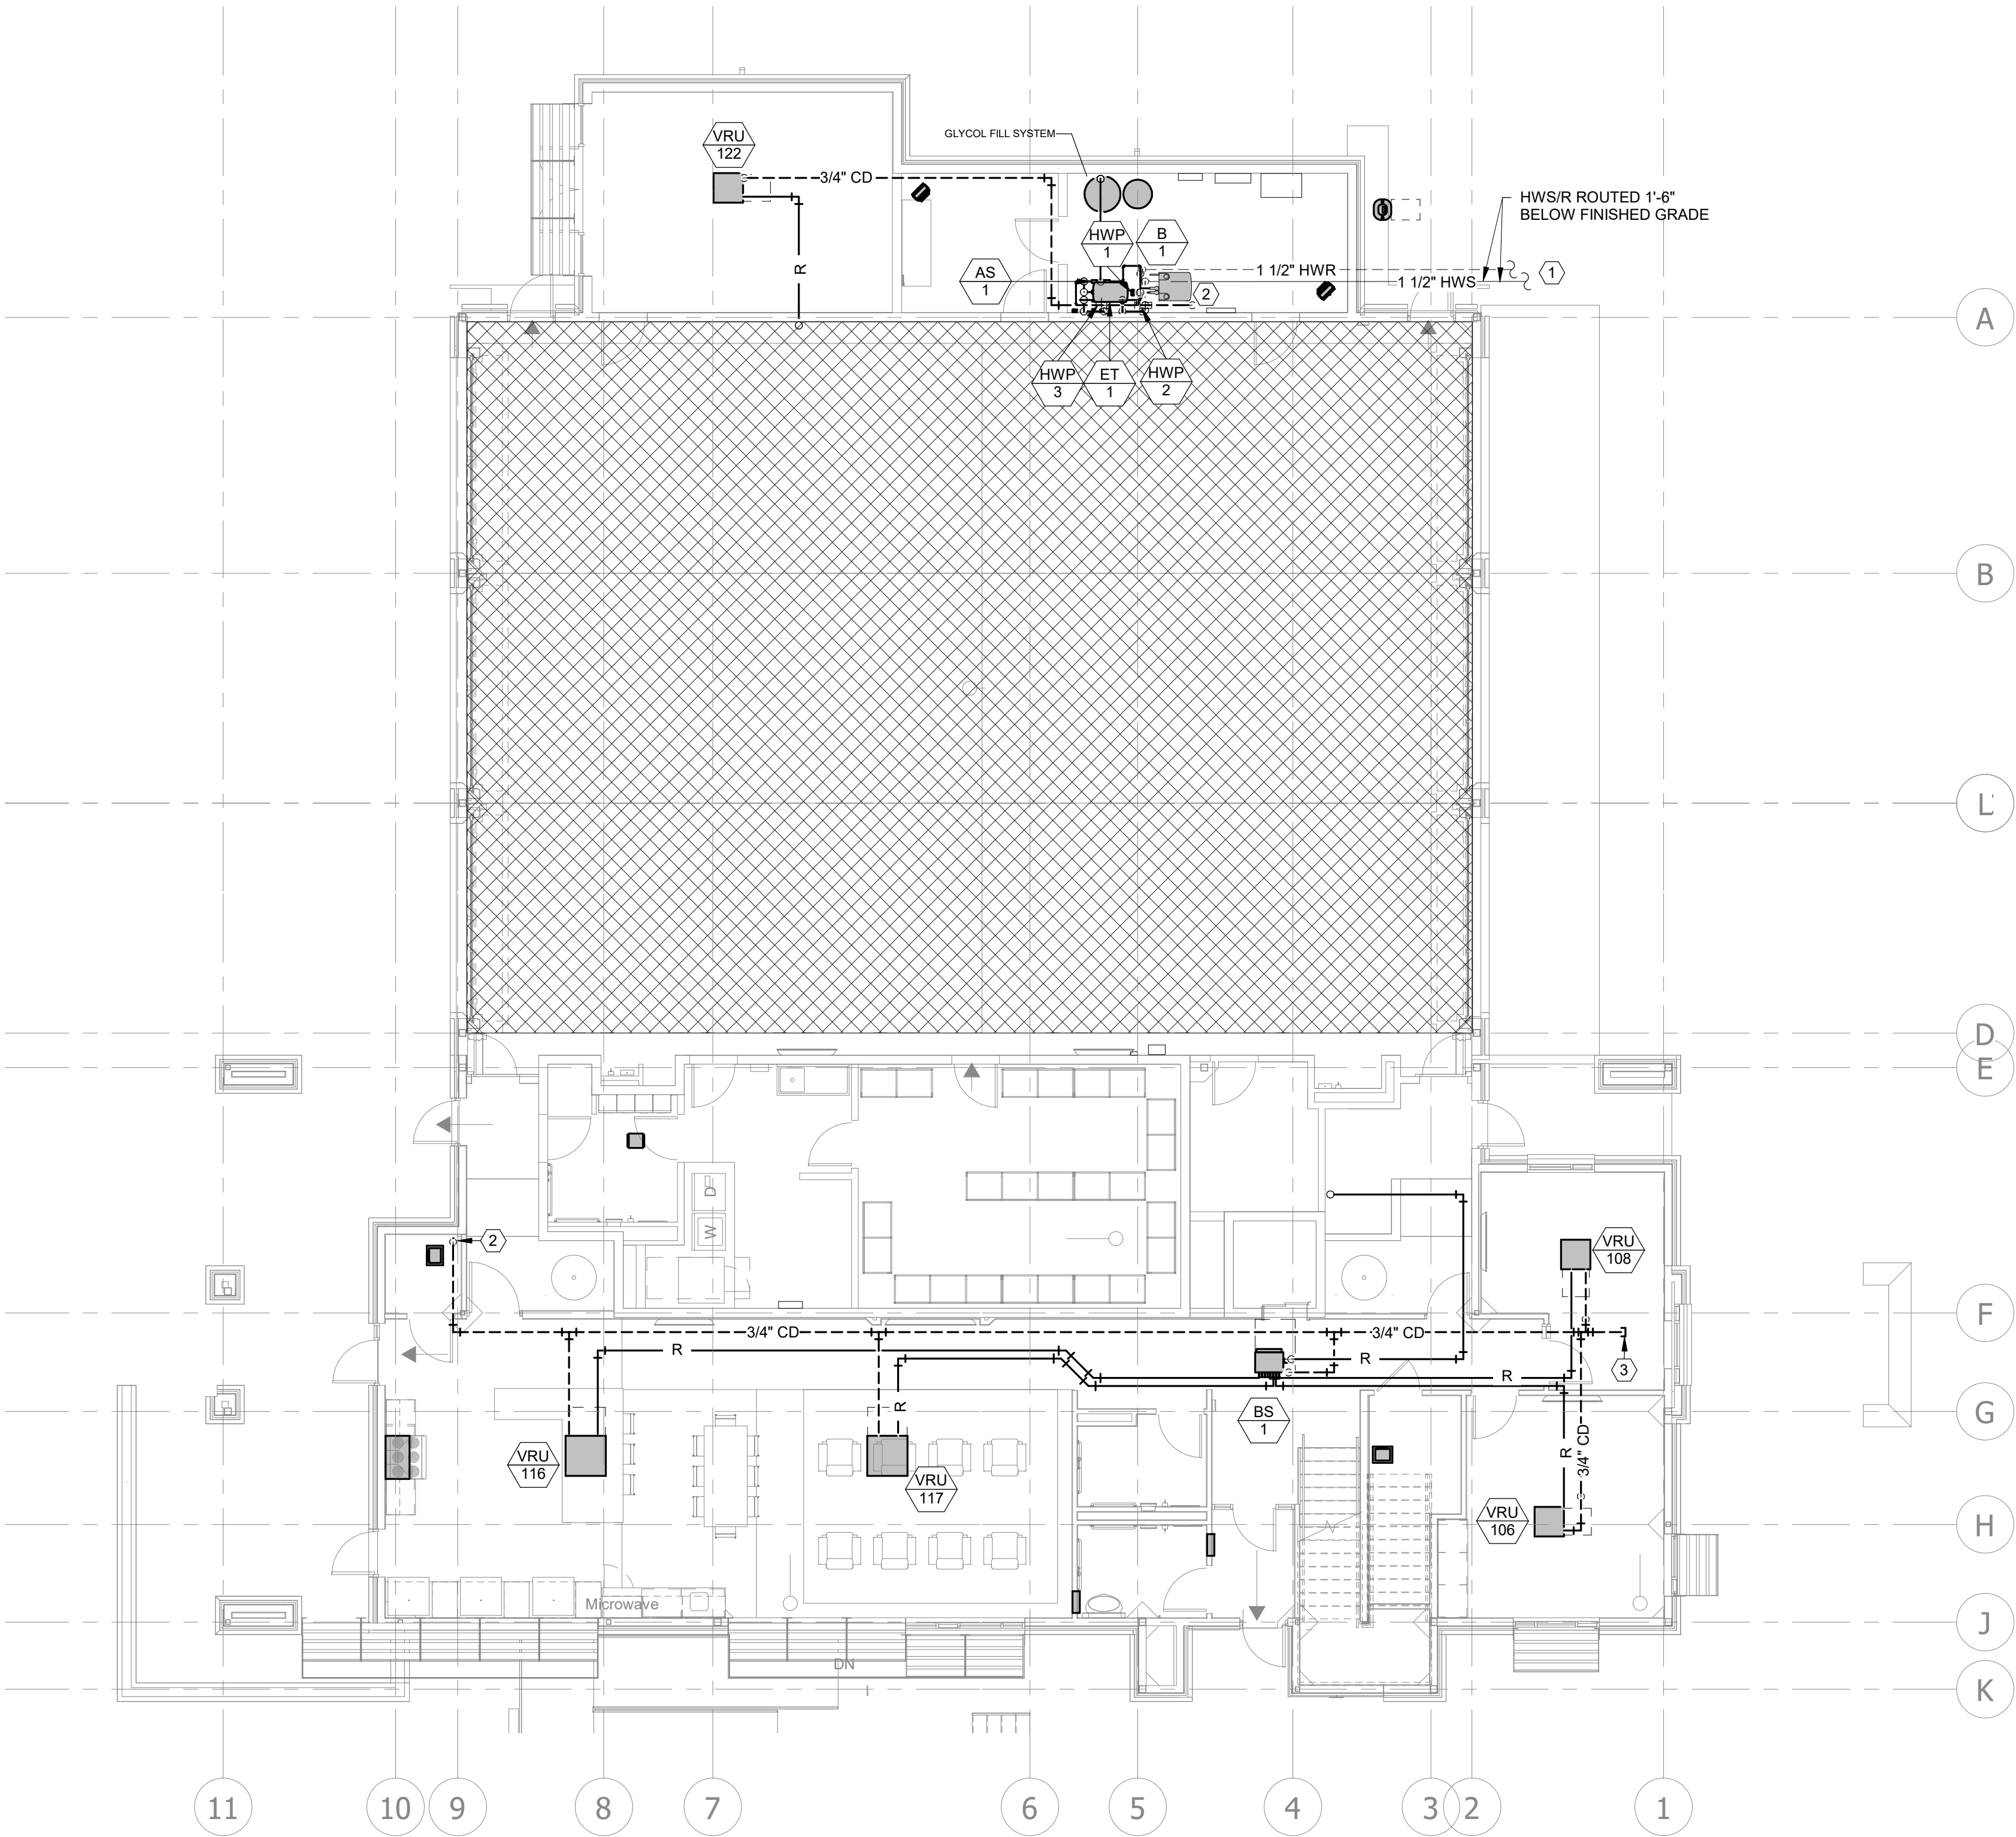 GLYCOL FILL SYSTEM
VRU
122
3/4" CD
R
HWS/R ROUTED 1'-6"
BELOW FINISHED GRADE
HWP
1
B
1
AS
1
1 1/2" HWR
1 1/2" HWS
1
2
A
HWP
3
ET
1
HWP
2
B
L'
D
E
D
W
2
VRU
108
F
3/4" CD
3/4" CD
R
R
R
3
R
BS
1
G
VRU
116
VRU
117
R
3/4" CD
VRU
106
H
Microwave
J
DN
K
11
10
9
8
7
6
5
4
3
2
1